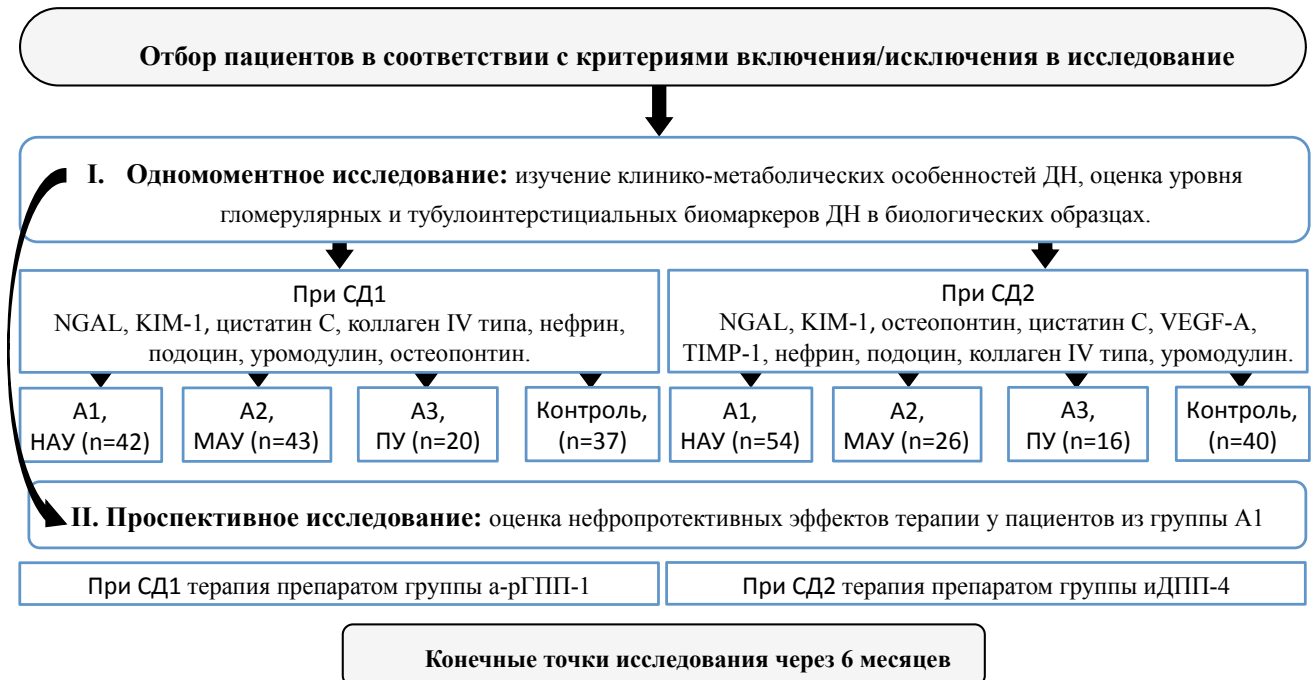 Отбор пациентов в соответствии с критериями включения/исключения в исследование
I. Одномоментное исследование: изучение клинико-метаболических особенностей ДН, оценка уровня
гломерулярных и тубулоинтерстициальных биомаркеров ДН в биологических образцах.
При СД1
NGAL, KIM-1, цистатин С, коллаген IV типа, нефрин,
подоцин, уромодулин, остеопонтин.
При СД2
NGAL, KIM-1, остеопонтин, цистатин С, VEGF-A,
TIMP-1, нефрин, подоцин, коллаген IV типа, уромодулин.
А1,
НАУ (n=42)
А2,
МАУ (n=43)
А3,
ПУ (n=20)
Контроль,
(n=37)
А1,
НАУ (n=54)
А2,
МАУ (n=26)
А3,
ПУ (n=16)
Контроль,
(n=40)
II. Проспективное исследование: оценка нефропротективных эффектов терапии у пациентов из группы А1
При СД1 терапия препаратом группы а-рГПП-1
При СД2 терапия препаратом группы иДПП-4
Конечные точки исследования через 6 месяцев